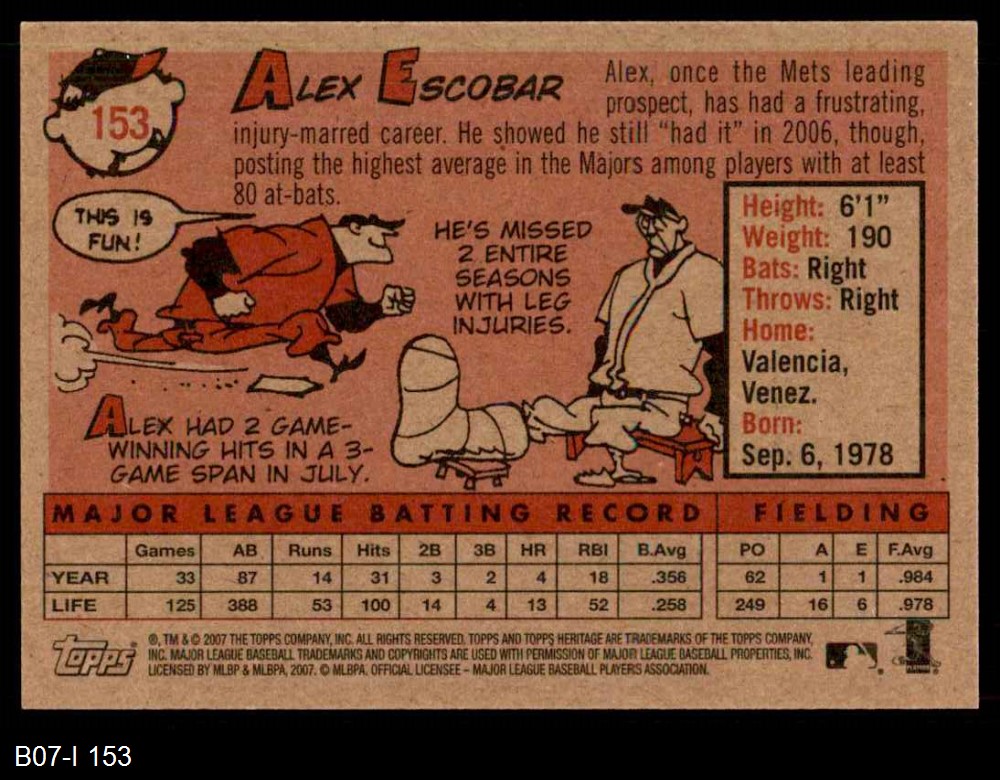 153
ALEX ESCOBAR
Alex, once the Mets leading
prospect, has had a frustrating,
injury-marred career. He showed he still “had it” in 2006, though,
posting the highest average in the Majors among players with at least
80 at-bats.
THIS IS
FUN!
HE'S MISSED
2 ENTIRE
SEASONS
WITH LEG
INJURIES.
ALEX HAD 2 GAME-
WINNING HITS IN A 3-
GAME SPAN IN JULY.
Height: 6'1”
Weight: 190
Bats: Right
Throws: Right
Home:
Valencia,
Venez.
Born:
Sep. 6, 1978
MAJOR LEAGUE BATTING RECORD FIELDING
Games AB Runs Hits 2B 3B HR RBI B.Avg PO A E F.Avg
YEAR 33 87 14 31 3 2 4 18 .356 62 1 1 .984
LIFE 125 388 53 100 14 4 13 52 .258 249 16 6 .978
Topps
®, TM & © 2007 THE TOPPS COMPANY, INC. ALL RIGHTS RESERVED. TOPPS AND TOPPS HERITAGE ARE TRADEMARKS OF THE TOPPS COMPANY,
INC. MAJOR LEAGUE BASEBALL TRADEMARKS AND COPYRIGHTS ARE USED WITH PERMISSION OF MAJOR LEAGUE BASEBALL PROPERTIES, INC.
LICENSED BY MLBP & MLBPA, 2007. © MLBPA. OFFICIAL LICENSEE – MAJOR LEAGUE BASEBALL PLAYERS ASSOCIATION.
B07-I 153